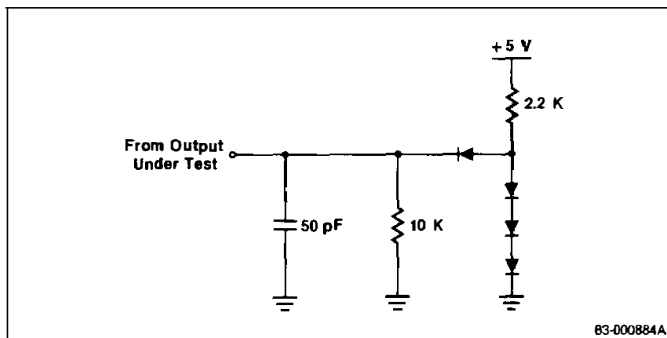 +5 V
2.2 K
From Output
Under Test
50 pF
10 K
83-000884A